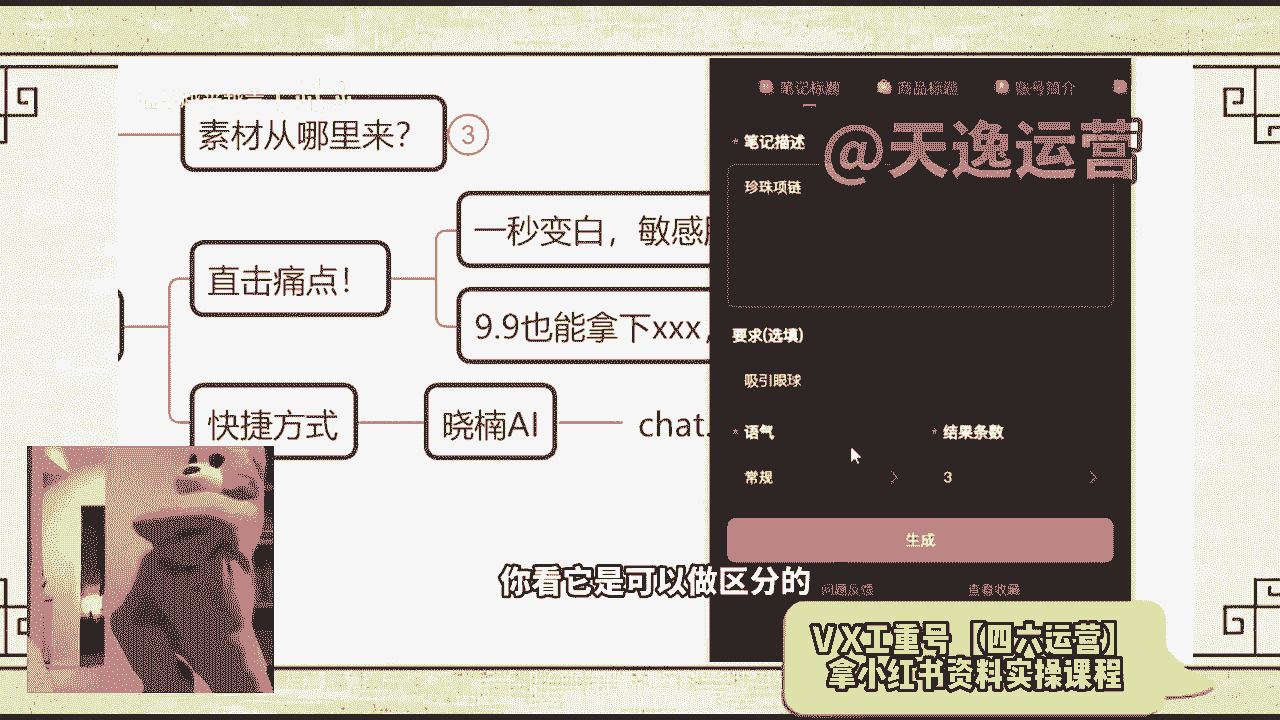 素材从哪里来?
3
直击痛点!
一秒变白,敏感
9.9也能拿下xxx,
快捷方式
晓楠AI
chat.
笔记标题
商品标题
账号简介
* 笔记描述
@天逸运营
珍珠项链
要求(选填)
吸引眼球
* 语气
* 结果条数
常规
3
生成
问题反馈
查看收藏
你看它是可以做区分的
VX工重号【四六运营】
拿小红书资料实操课程